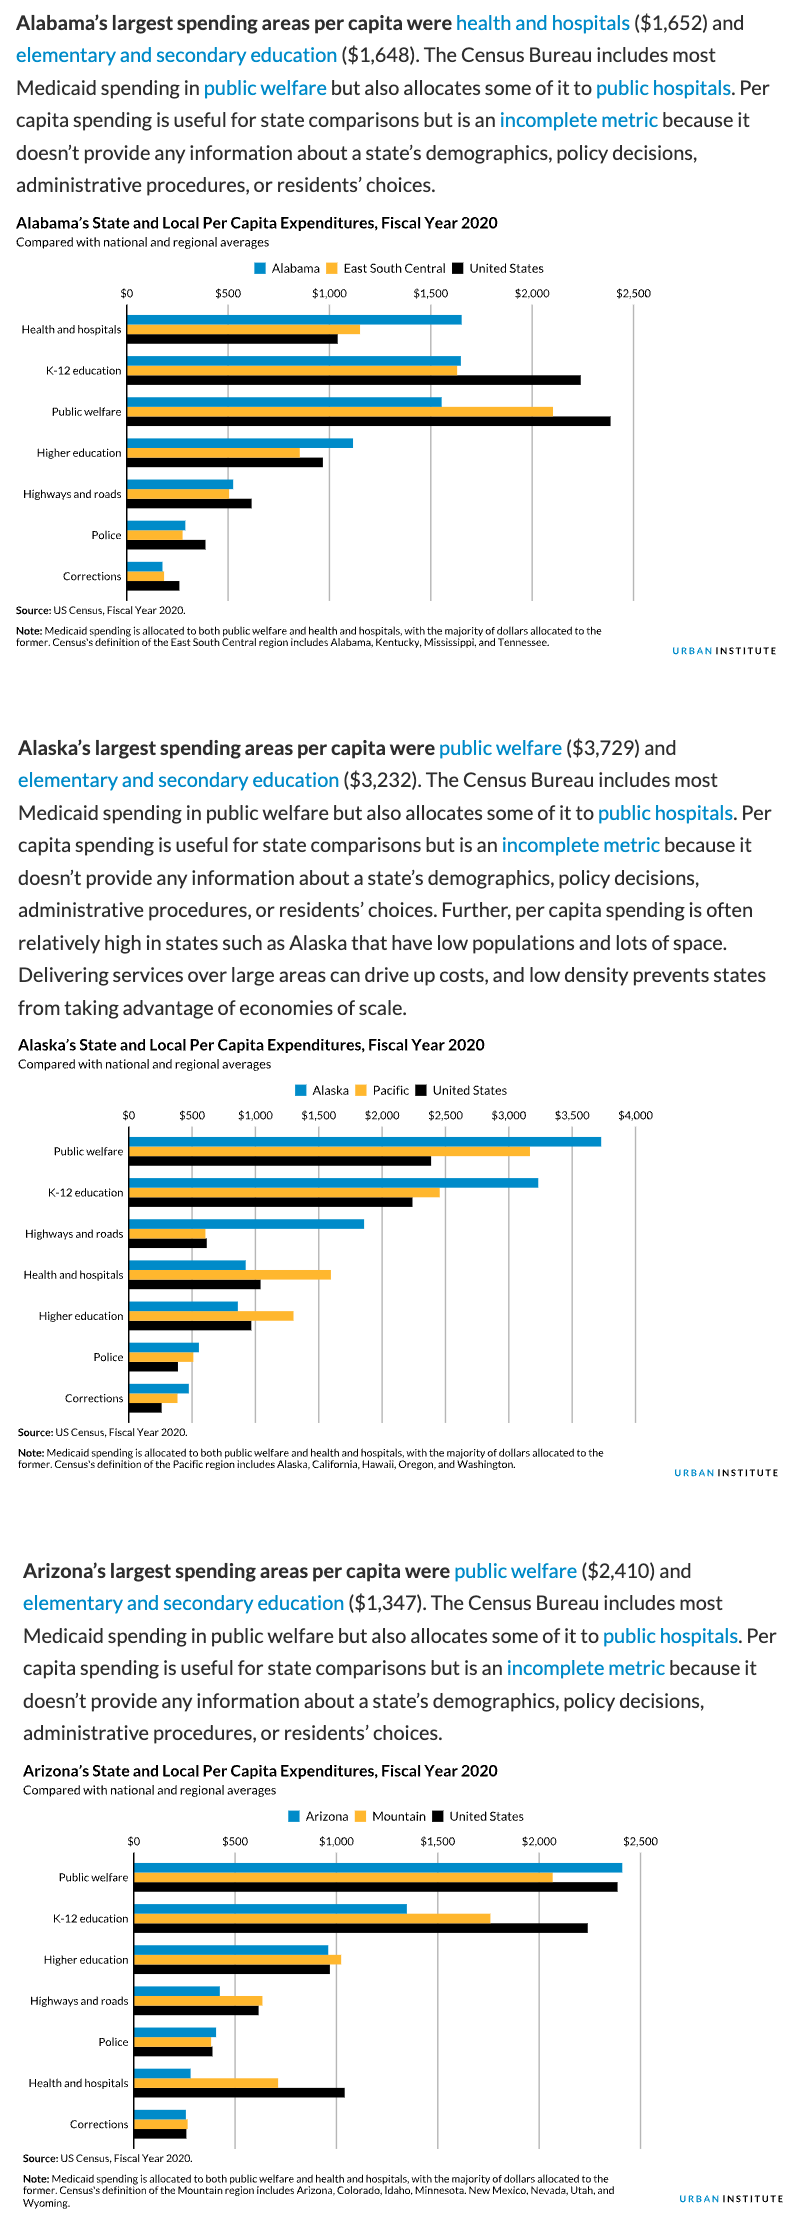 Alabama’s largest spending areas per capita were health and hospitals ($1,652) and
elementary and secondary education ($1,648). The Census Bureau includes most
Medicaid spending in public welfare but also allocates some of it to public hospitals. Per
capita spending is useful for state comparisons but is an incomplete metric because it
doesn’t provide any information about a state’s demographics, policy decisions,
administrative procedures, or residents’ choices.
Alabama’s State and Local Per Capita Expenditures, Fiscal Year 2020
Compared with national and regional averages
Alabama East South Central United States
$0 $500 $1,000 $1,500 $2,000 $2,500
Health and hospitals
K-12 education
Public welfare
Higher education
Highways and roads
Police
Corrections
Source: US Census, Fiscal Year 2020.
Note: Medicaid spending is allocated to both public welfare and health and hospitals, with the majority of dollars allocated to the
former. Census's definition of the East South Central region includes Alabama, Kentucky, Mississippi, and Tennessee.
URBAN INSTITUTE
Alaska’s largest spending areas per capita were public welfare ($3,729) and
elementary and secondary education ($3,232). The Census Bureau includes most
Medicaid spending in public welfare but also allocates some of it to public hospitals. Per
capita spending is useful for state comparisons but is an incomplete metric because it
doesn’t provide any information about a state’s demographics, policy decisions,
administrative procedures, or residents’ choices. Further, per capita spending is often
relatively high in states such as Alaska that have low populations and lots of space.
Delivering services over large areas can drive up costs, and low density prevents states
from taking advantage of economies of scale.
Alaska’s State and Local Per Capita Expenditures, Fiscal Year 2020
Compared with national and regional averages
Alaska Pacific United States
$0 $500 $1,000 $1,500 $2,000 $2,500 $3,000 $3,500 $4,000
Public welfare
K-12 education
Highways and roads
Health and hospitals
Higher education
Police
Corrections
Source: US Census, Fiscal Year 2020.
Note: Medicaid spending is allocated to both public welfare and health and hospitals, with the majority of dollars allocated to the
former. Census's definition of the Pacific region includes Alaska, California, Hawaii, Oregon, and Washington.
URBAN INSTITUTE
Arizona’s largest spending areas per capita were public welfare ($2,410) and
elementary and secondary education ($1,347). The Census Bureau includes most
Medicaid spending in public welfare but also allocates some of it to public hospitals. Per
capita spending is useful for state comparisons but is an incomplete metric because it
doesn’t provide any information about a state’s demographics, policy decisions,
administrative procedures, or residents’ choices.
Arizona’s State and Local Per Capita Expenditures, Fiscal Year 2020
Compared with national and regional averages
Arizona Mountain United States
$0 $500 $1,000 $1,500 $2,000 $2,500
Public welfare
K-12 education
Higher education
Highways and roads
Police
Health and hospitals
Corrections
Source: US Census, Fiscal Year 2020.
Note: Medicaid spending is allocated to both public welfare and health and hospitals, with the majority of dollars allocated to the
former. Census's definition of the Mountain region includes Arizona, Colorado, Idaho, Minnesota. New Mexico, Nevada, Utah, and
Wyoming.
URBAN INSTITUTE